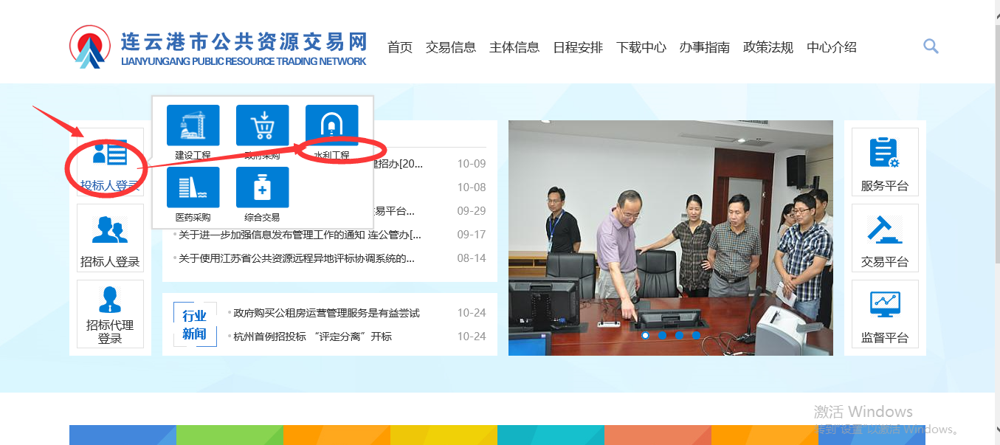 连云港市公共资源交易网
LIANYUNGANG PUBLIC RESOURCE TRADING NETWORK
首页 交易信息 主体信息 日程安排 下载中心 办事指南 政策法规 中心介绍
投标人登录
招标人登录
招标代理
登录
建设工程 政府采购 水利工程
医药采购 综合交易
建招办[20... 10-09
10-08
易平台... 09-29
关于进一步加强信息发布管理工作的通知 连公管办[... 09-17
关于使用江苏省公共资源远程异地评标协调系统的... 08-14
行业
新闻
政府购买公租房运营管理服务是有益尝试 10-24
杭州首例招投标 “评定分离”开标 10-24
服务平台
交易平台
监督平台
激活 Windows
转到"设置"以激活 Windows。